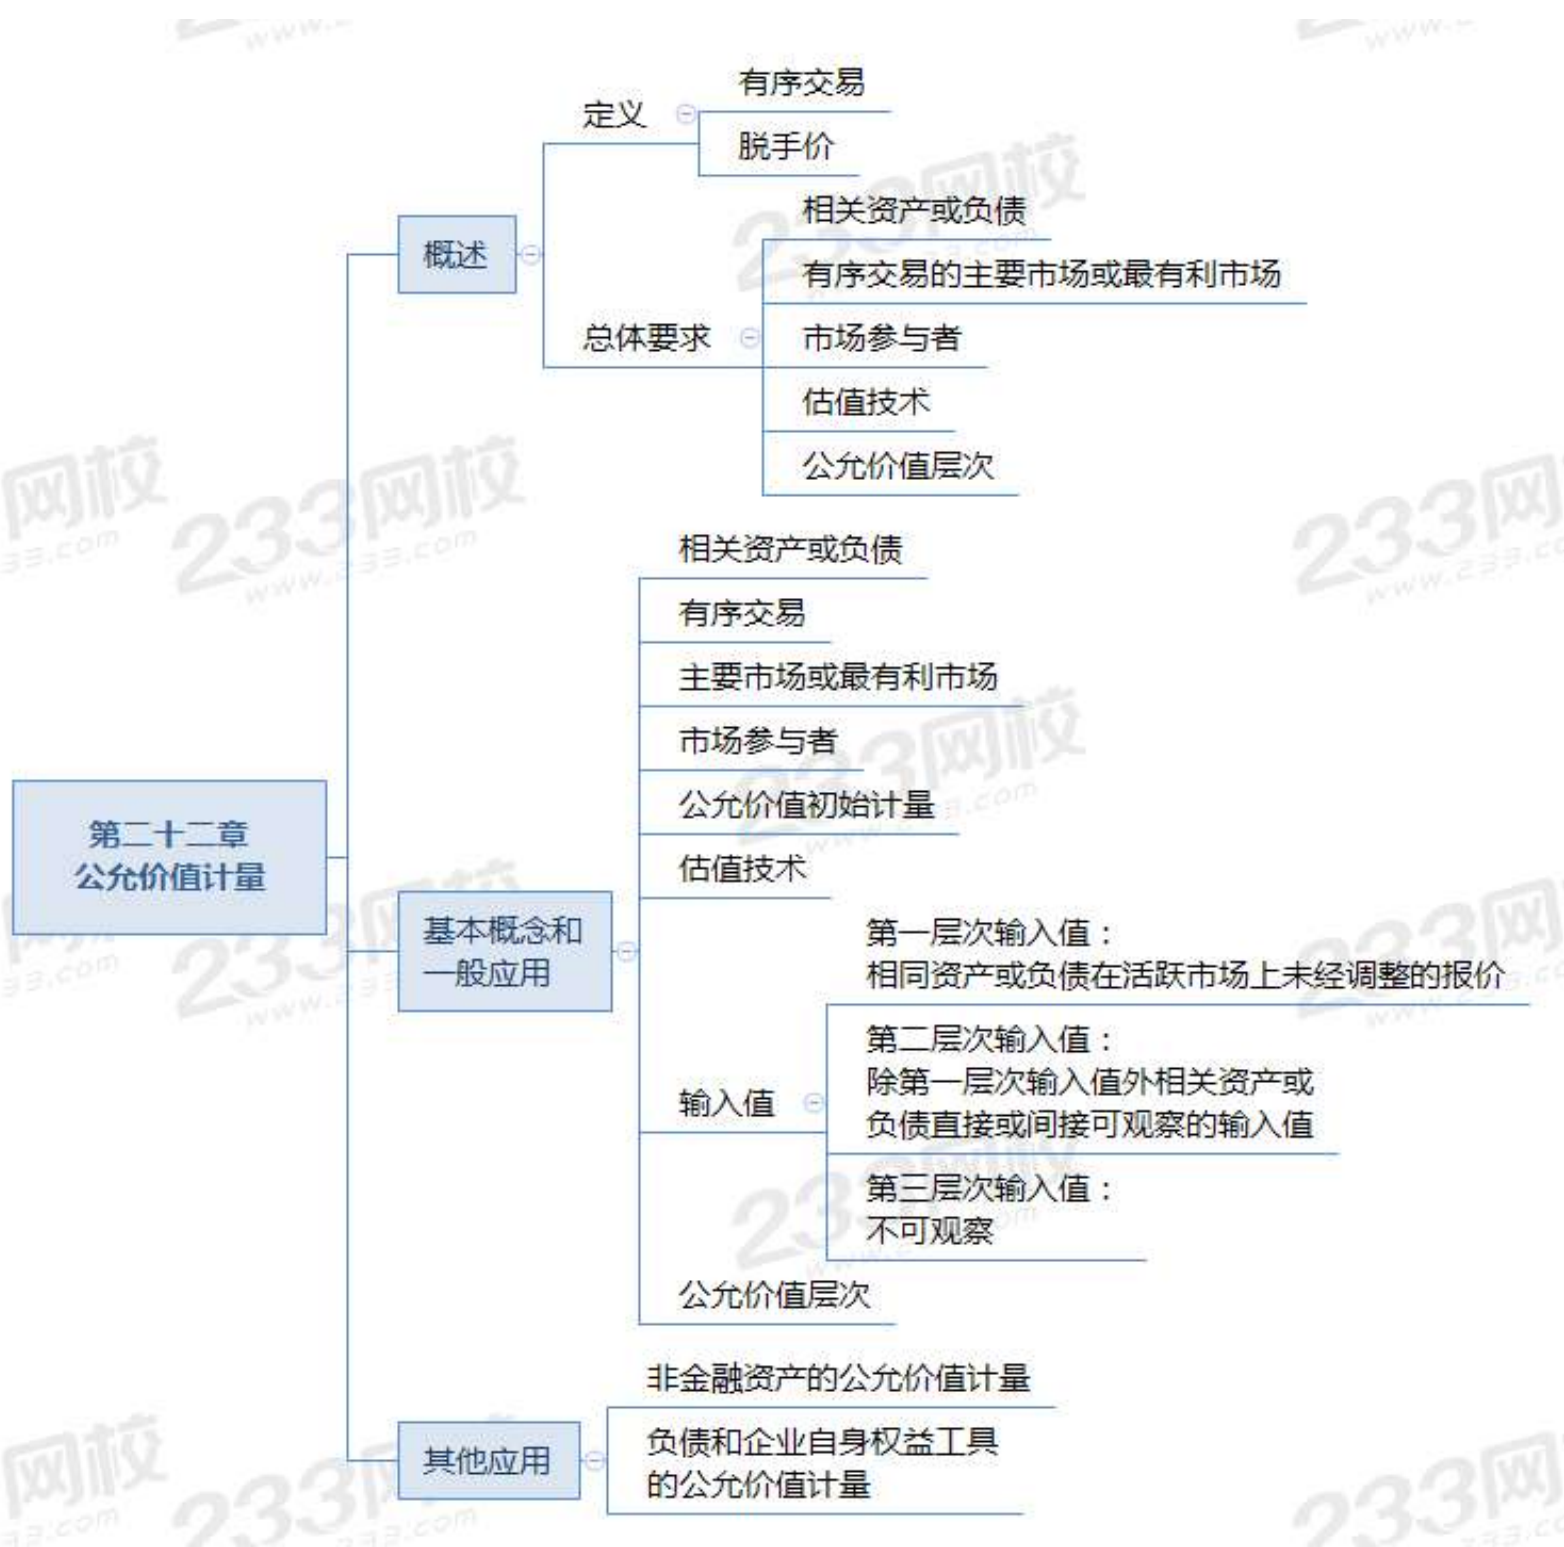 第二十二章
公允价值计量
概述
定义
有序交易
脱手价
总体要求
相关资产或负债
有序交易的主要市场或最有利市场
市场参与者
估值技术
公允价值层次
基本概念和
一般应用
相关资产或负债
有序交易
主要市场或最有利市场
市场参与者
公允价值初始计量
估值技术
输入值
第一层次输入值：
相同资产或负债在活跃市场上未经调整的报价
第二层次输入值：
除第一层次输入值外相关资产或
负债直接或间接可观察的输入值
第三层次输入值：
不可观察
公允价值层次
其他应用
非金融资产的公允价值计量
负债和企业自身权益工具
的公允价值计量
233网校
www.233.com